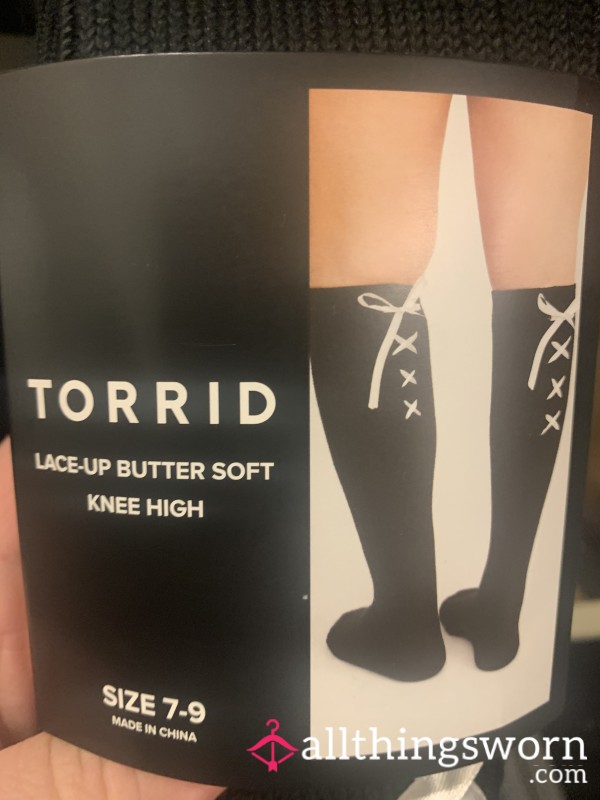 TORRID
LACE-UP BUTTER SOFT
KNEE HIGH
SIZE 7-9
MADE IN CHINA
allthingsworn
.com